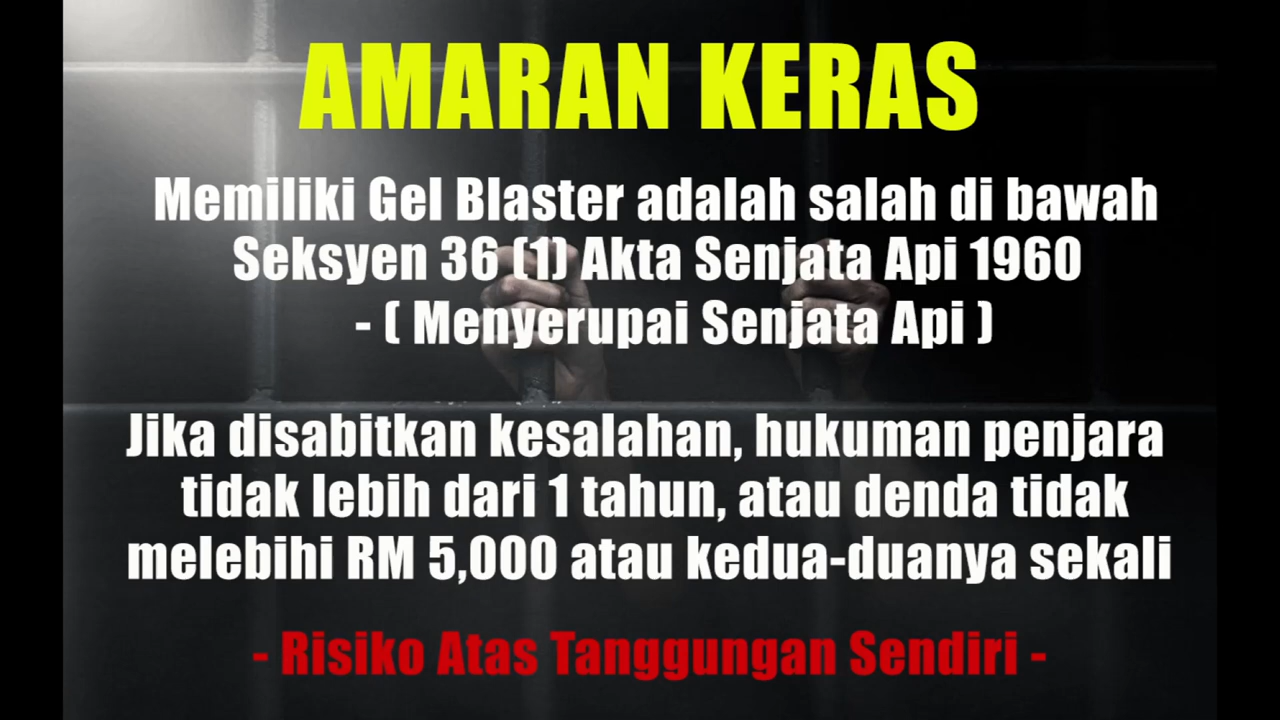 AMARAN KERAS
Memiliki Gel Blaster adalah salah di bawah
Seksyen 36 (1) Akta Senjata Api 1960
- ( Menyerupai Senjata Api )
Jika disabitkan kesalahan, hukuman penjara
tidak lebih dari 1 tahun, atau denda tidak
melebihi RM 5,000 atau kedua-duanya sekali
- Risiko Atas Tanggungan Sendiri -